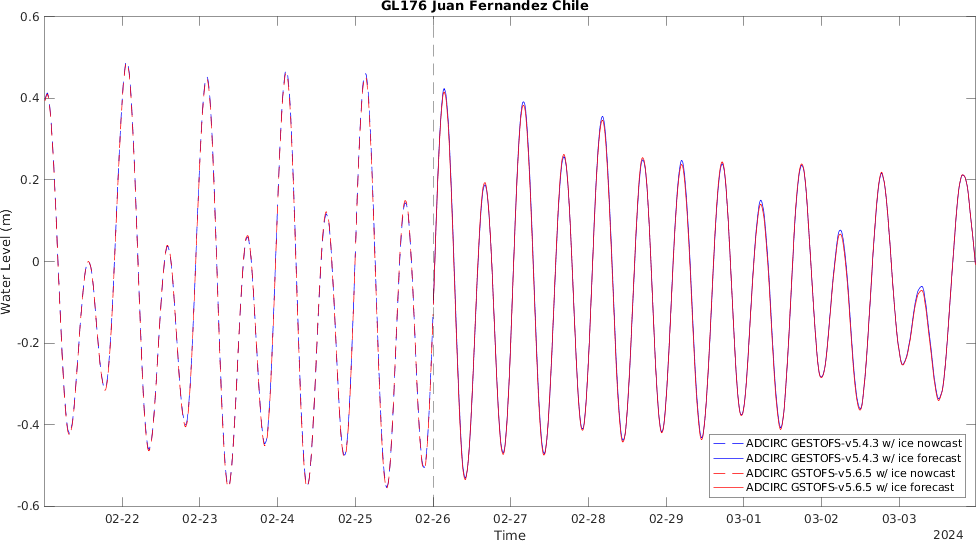 GL176 Juan Fernandez Chile
0.6
0.4
0.2
0
-0.2
-0.4
-0.6
Water Level (m)
02-22 02-23 02-24 02-25 02-26 02-27 02-28 02-29 03-01 03-02 03-03
Time
2024
ADCIRC GESTOFS-v5.4.3 w/ ice nowcast
ADCIRC GESTOFS-v5.4.3 w/ ice forecast
ADCIRC GSTOFS-v5.6.5 w/ ice nowcast
ADCIRC GSTOFS-v5.6.5 w/ ice forecast